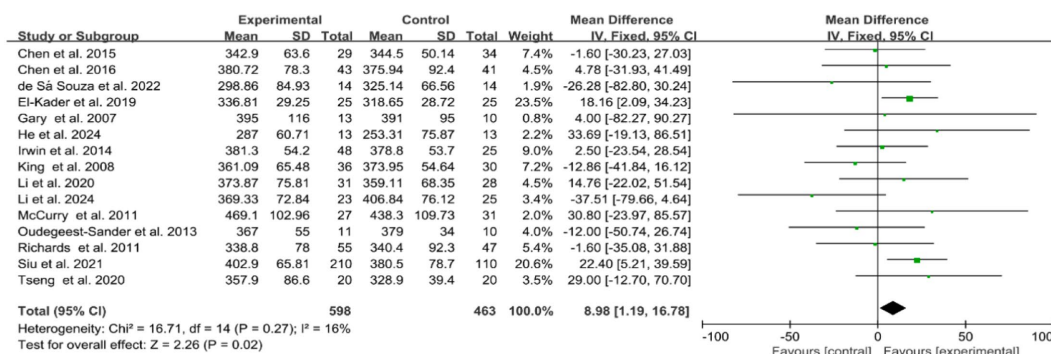 Experimental Control Mean Difference Mean Difference
Study or Subgroup Mean SD Total Mean SD Total Weight IV, Fixed, 95% CI IV, Fixed, 95% CI
Chen et al. 2015 342.9 63.6 29 344.5 50.14 34 7.4% -1.60 [-30.23, 27.03]
Chen et al. 2016 380.72 78.3 43 375.94 92.4 41 4.5% 4.78 [-31.93, 41.49]
de Sá Souza et al. 2022 298.86 84.93 14 325.14 66.56 14 1.9% -26.28 [-82.80, 30.24]
El-Kader et al. 2019 336.81 29.25 25 318.65 28.72 25 23.5% 18.16 [2.09, 34.23]
Gary et al. 2007 395 116 13 391 95 10 0.8% 4.00 [-82.27, 90.27]
He et al. 2024 287 60.71 13 253.31 75.87 13 2.2% 33.69 [-19.13, 86.51]
Irwin et al. 2014 381.3 54.2 48 378.8 53.7 25 9.0% 2.50 [-23.54, 28.54]
King et al. 2008 361.09 65.48 36 373.95 54.64 30 7.2% -12.86 [-41.84, 16.12]
Li et al. 2020 373.87 75.81 31 359.11 68.35 28 4.5% 14.76 [-22.02, 51.54]
Li et al. 2024 369.33 72.84 23 406.84 76.12 25 3.4% -37.51 [-79.66, 4.64]
McCurry et al. 2011 469.1 102.96 27 438.3 109.73 31 2.0% 30.80 [-23.97, 85.57]
Oudegeest-Sander et al. 2013 367 55 11 379 34 10 4.0% -12.00 [-50.74, 26.74]
Richards et al. 2011 338.8 78 55 340.4 92.3 47 5.4% -1.60 [-35.08, 31.88]
Siu et al. 2021 402.9 65.81 210 380.5 78.7 110 20.6% 22.40 [5.21, 39.59]
Tseng et al. 2020 357.9 86.6 20 328.9 39.4 20 3.5% 29.00 [-12.70, 70.70]
Total (95% CI) 598 463 100.0% 8.98 [1.19, 16.78]
Heterogeneity: Chi² = 16.71, df = 14 (P = 0.27); I² = 16%
Test for overall effect: Z = 2.26 (P = 0.02)
-100 -50 0 50 100
Favours [contral] Favours [experimental]